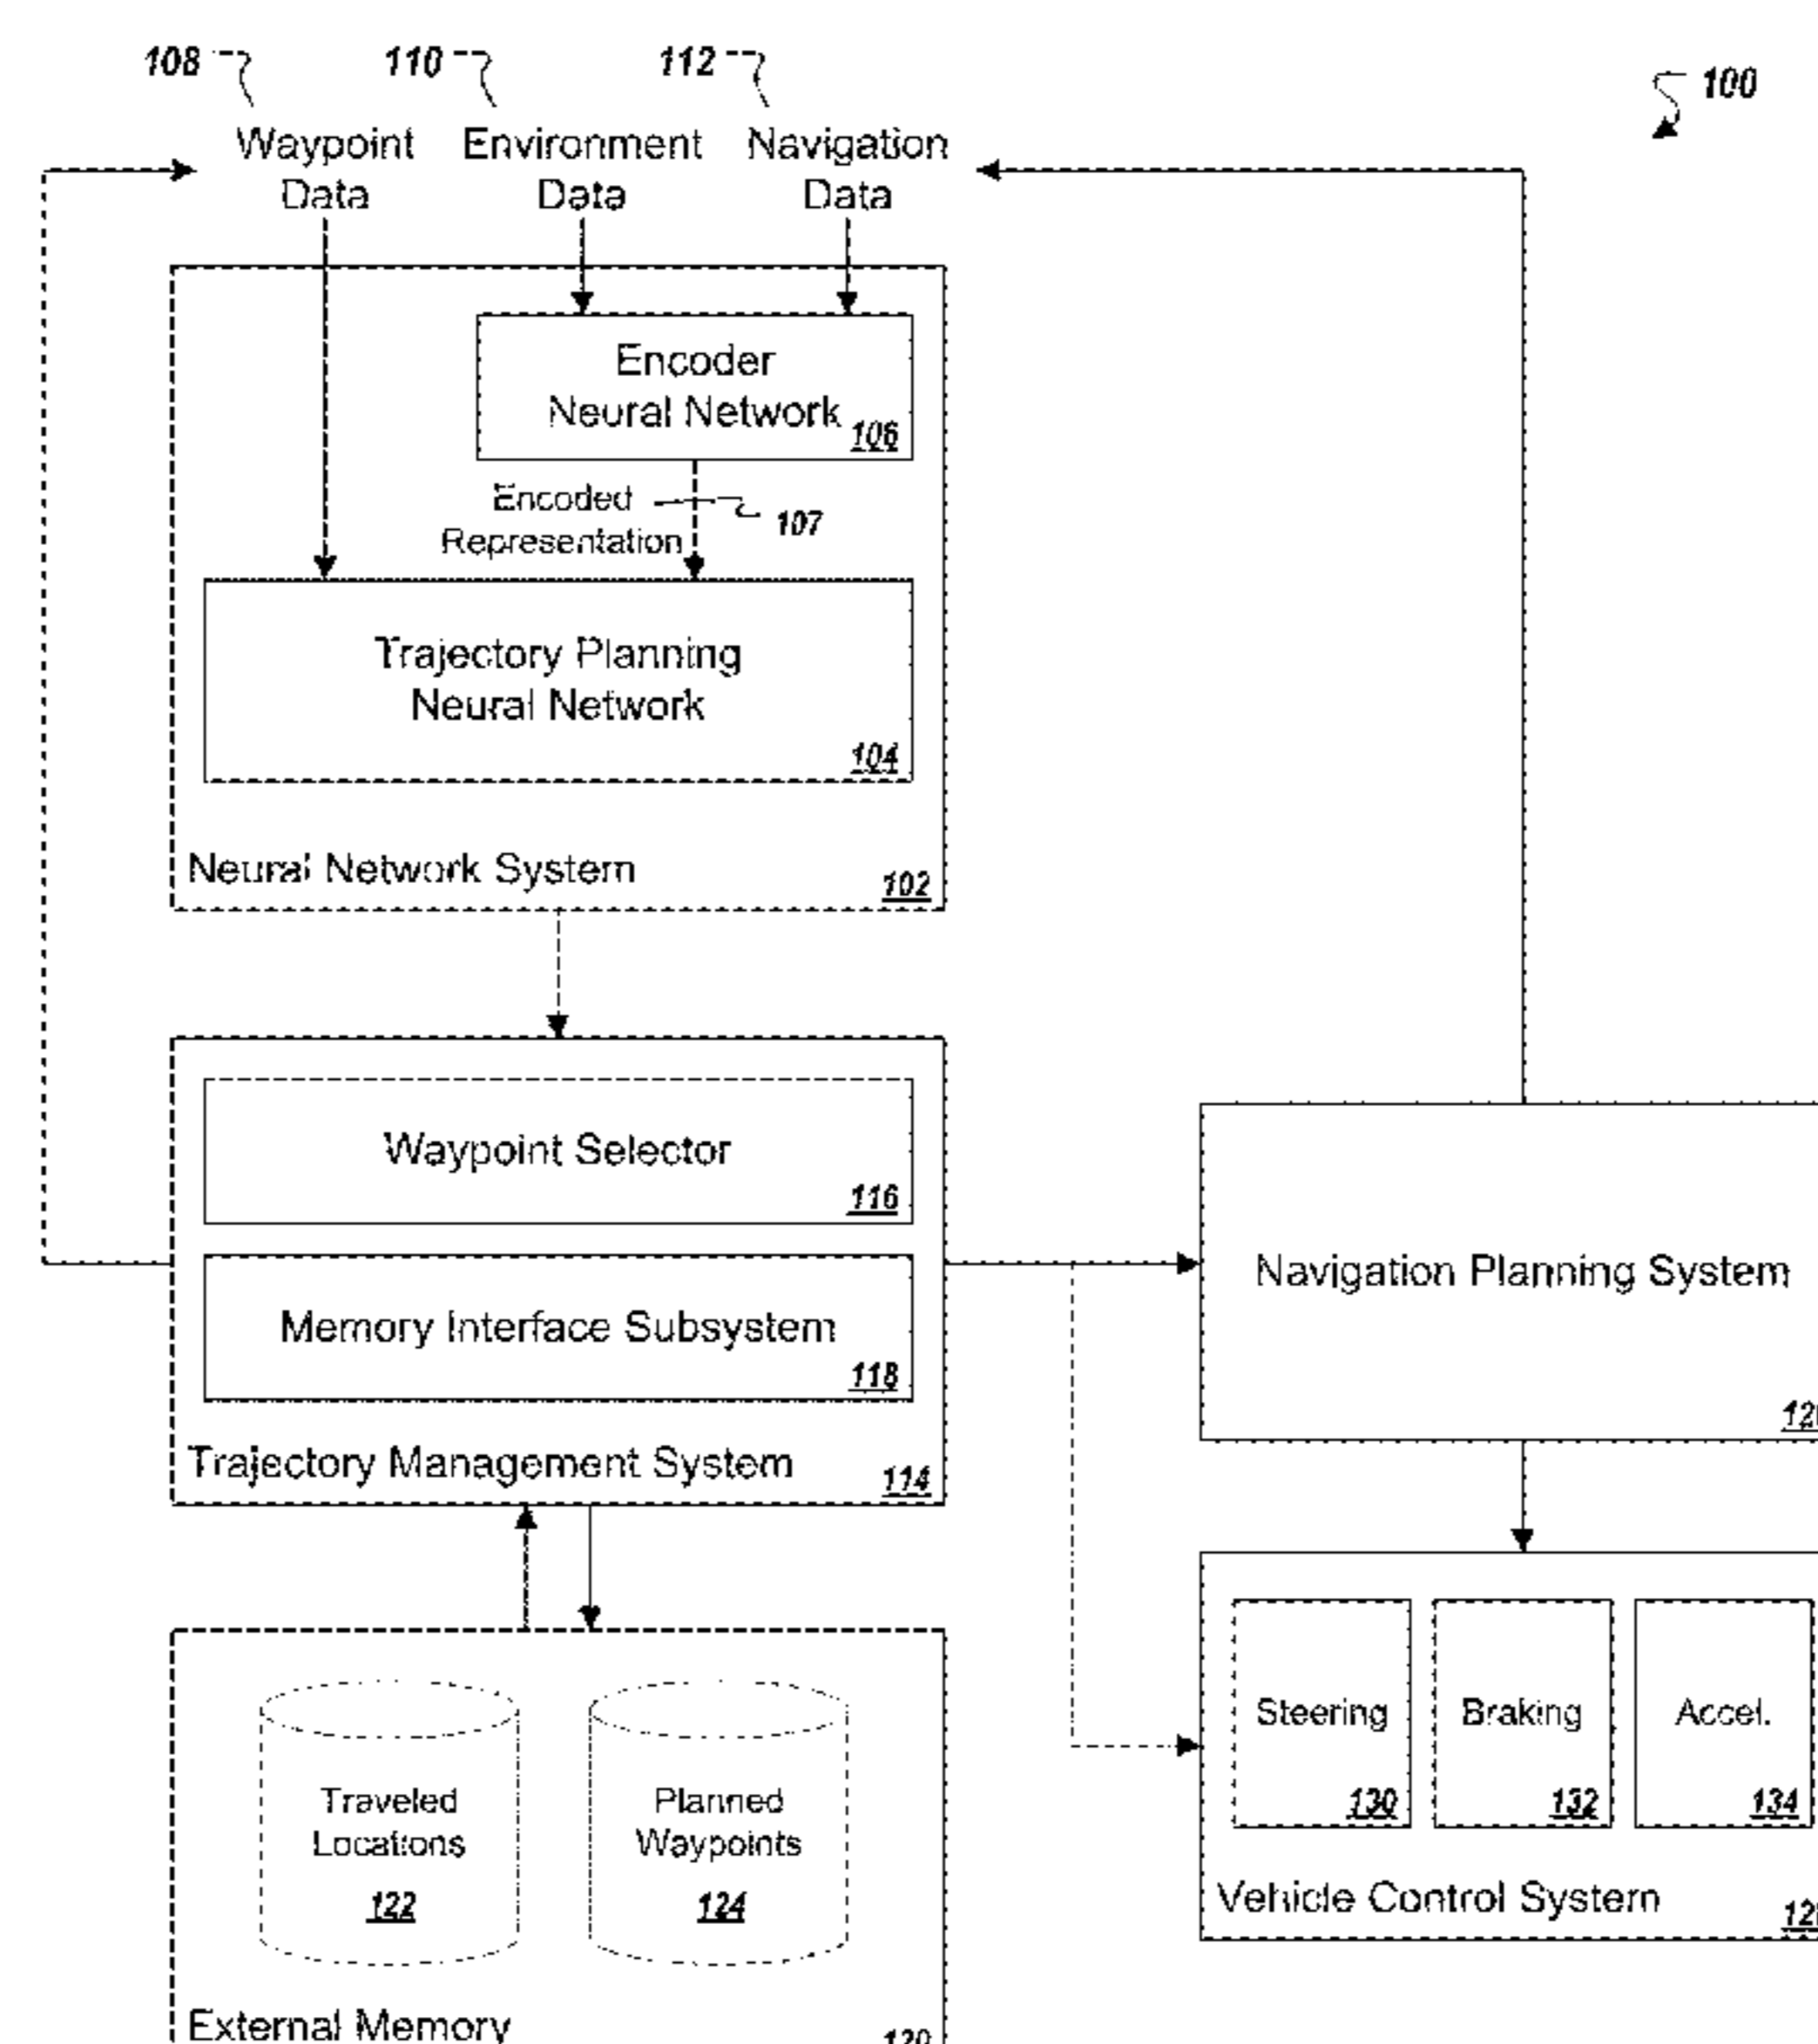 108
110
112
100
Waypoint Data
Environment Data
Navigation Data
Encoder
Neural Network
106
Encoded
Representation
107
Trajectory Planning
Neural Network
104
Neural Network System
102
Waypoint Selector
116
Memory Interface Subsystem
118
Trajectory Management System
114
Navigation Planning System
Steering
130
Braking
132
Accel.
134
Vehicle Control System
Traveled
Locations
122
Planned
Waypoints
124
External Memory
120